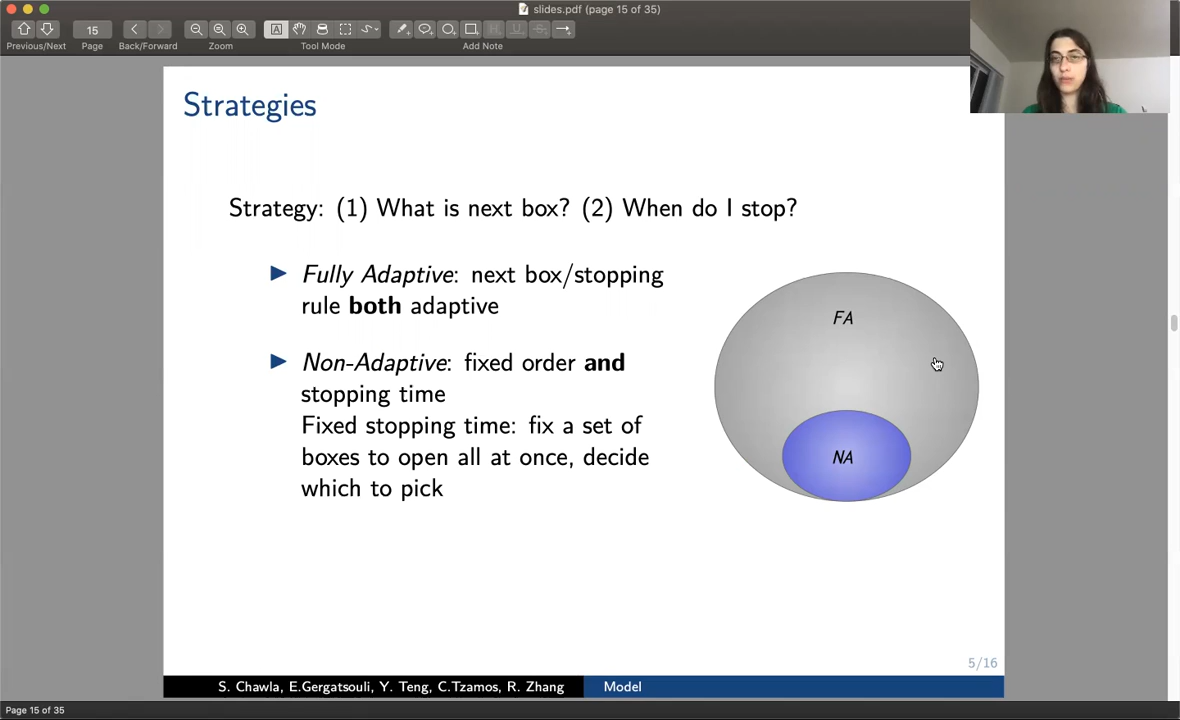 slides.pdf (page 15 of 35)
15
Previous/Next Page Back/Forward Zoom Tool Mode Add Note
Strategies
Strategy: (1) What is next box? (2) When do I stop?
Fully Adaptive: next box/stopping
rule both adaptive
Non-Adaptive: fixed order and
stopping time
Fixed stopping time: fix a set of
boxes to open all at once, decide
which to pick
FA
NA
5/16
S. Chawla, E.Gergatsouli, Y. Teng, C.Tzamos, R. Zhang Model
Page 15 of 35